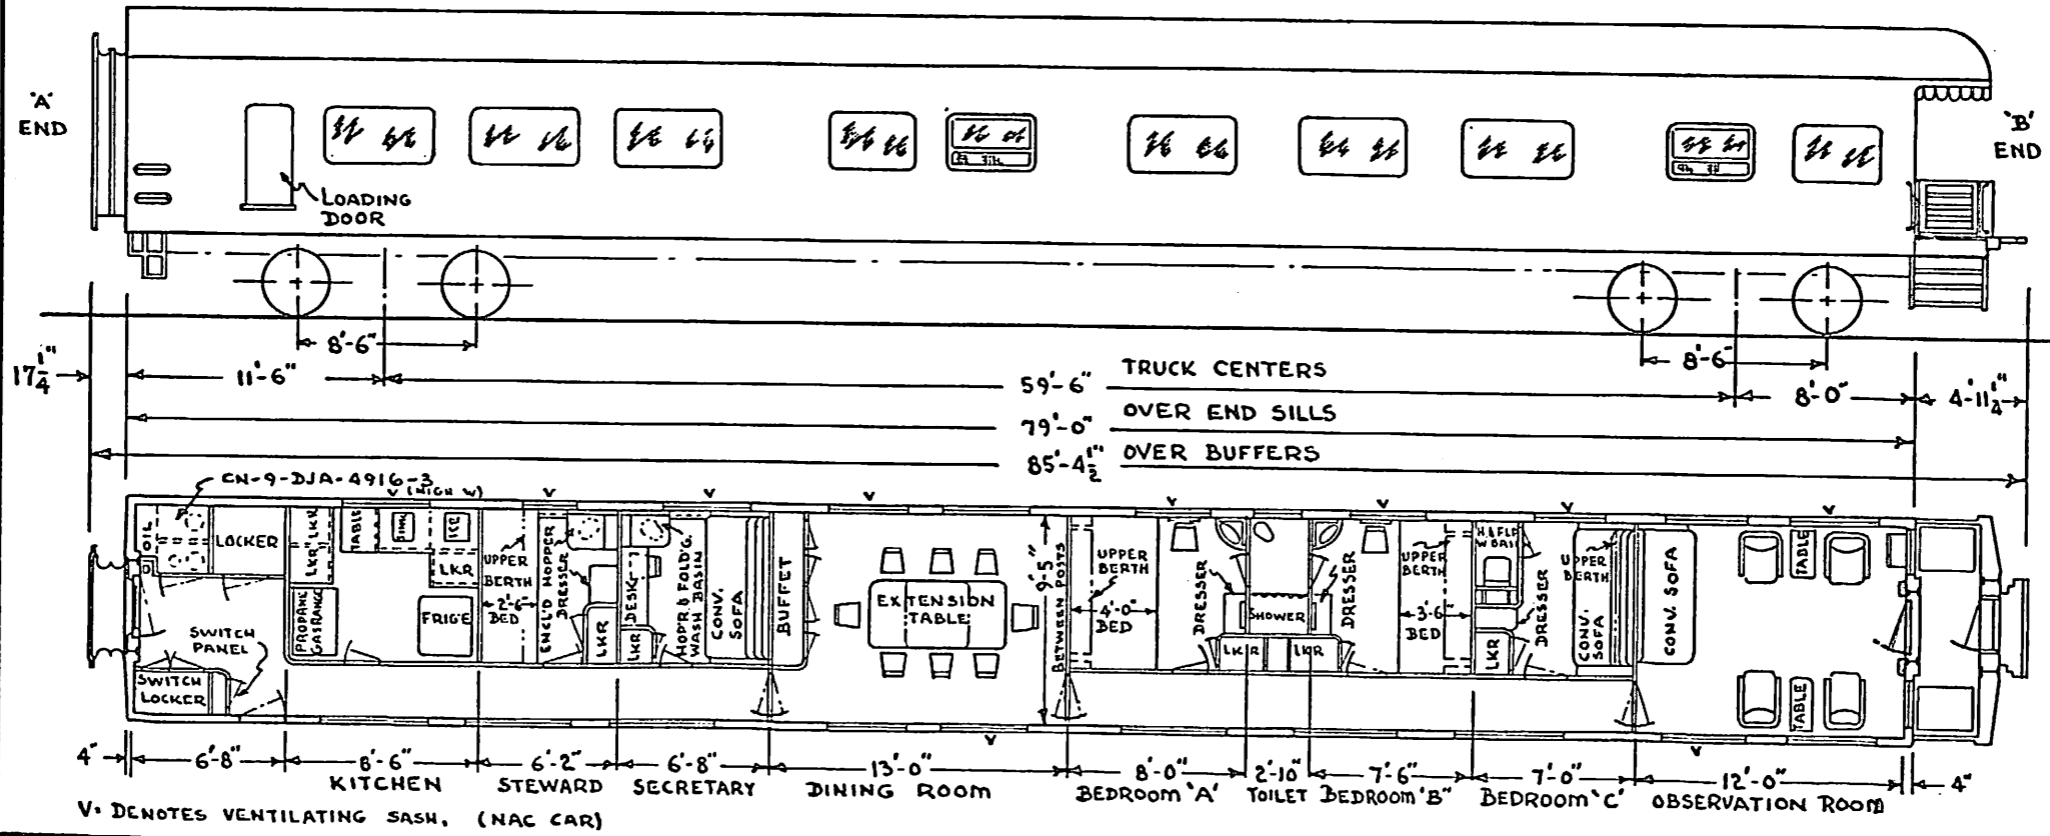 'A'
END
LOADING
DOOR
'B'
END
8'-6"
8'-6"
17 1/4"
11'-6"
59'-6" TRUCK CENTERS
8'-0"
4'-11 1/4"
79'-0" OVER END SILLS
85'-4 1/2" OVER BUFFERS
CN-9-DJA-4916-3
V (HIGH W)
V
V
V
V
V
V
V
OIL
LOCKER
LKR
LKR
TABLE
SINK
ICE
LKR
PROPANE
GAS RANGE
FRIGE
SWITCH
PANEL
SWITCH
LOCKER
UPPER
BERTH
2'-6"
BED
ENCL'D HOPPER
DRESSER
LKR
DESK
LKR
HOP'R. & FOLD'G.
WASH BASIN
CONV.
SOFA
BUFFET
EXTENSION
TABLE
9'-5"
BETWEEN POSTS
UPPER
BERTH
4'-0"
BED
DRESSER
LKR
SHOWER
LKR
DRESSER
UPPER
BERTH
3'-6"
BED
H. & FLP
W BASIN
LKR
DRESSER
UPPER
BERTH
CONV.
SOFA
CONV. SOFA
TABLE
TABLE
V
V
4"
6'-8"
8'-6"
6'-2"
6'-8"
13'-0"
8'-0"
2'-10"
7'-6"
7'-0"
12'-0"
4"
KITCHEN
STEWARD
SECRETARY
DINING ROOM
BEDROOM 'A'
TOILET
BEDROOM 'B"
BEDROOM 'C'
OBSERVATION ROOM
V: DENOTES VENTILATING SASH. (NAC CAR)